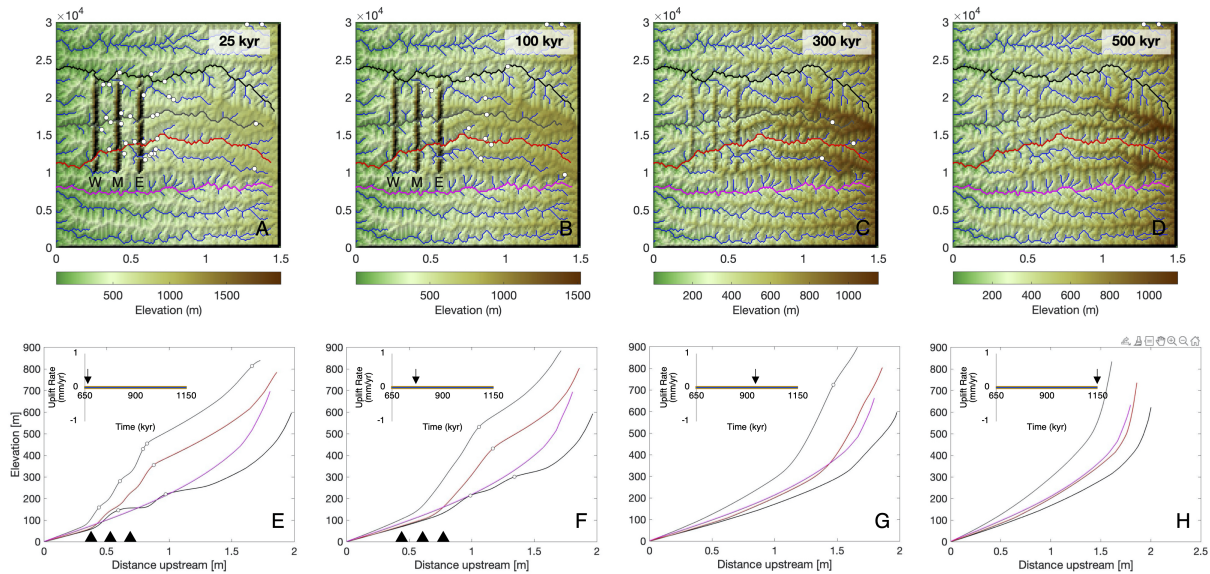 ×10⁴
×10⁴
×10⁴
×10⁴
3
2.5
2
1.5
1
0.5
0
25 kyr
W M E
A
0 0.5 1 1.5
3
2.5
2
1.5
1
0.5
0
100 kyr
W M E
B
0 0.5 1 1.5
3
2.5
2
1.5
1
0.5
0
300 kyr
C
0 0.5 1 1.5
3
2.5
2
1.5
1
0.5
0
500 kyr
D
0 0.5 1 1.5
500 1000 1500
Elevation (m)
500 1000 1500
Elevation (m)
200 400 600 800 1000
Elevation (m)
200 400 600 800 1000
Elevation (m)
Elevation [m]
900
800
700
600
500
400
300
200
100
0
Uplift Rate
(mm/yr)
1
0
-1
650 900 1150
Time (kyr)
E
0 0.5 1 1.5 2
Distance upstream [m]
900
800
700
600
500
400
300
200
100
0
Uplift Rate
(mm/yr)
1
0
-1
650 900 1150
Time (kyr)
F
0 0.5 1 1.5 2
Distance upstream [m]
900
800
700
600
500
400
300
200
100
0
Uplift Rate
(mm/yr)
1
0
-1
650 900 1150
Time (kyr)
G
0 0.5 1 1.5 2
Distance upstream [m]
900
800
700
600
500
400
300
200
100
0
Uplift Rate
(mm/yr)
1
0
-1
650 900 1150
Time (kyr)
H
0 0.5 1 1.5 2 2.5
Distance upstream [m]